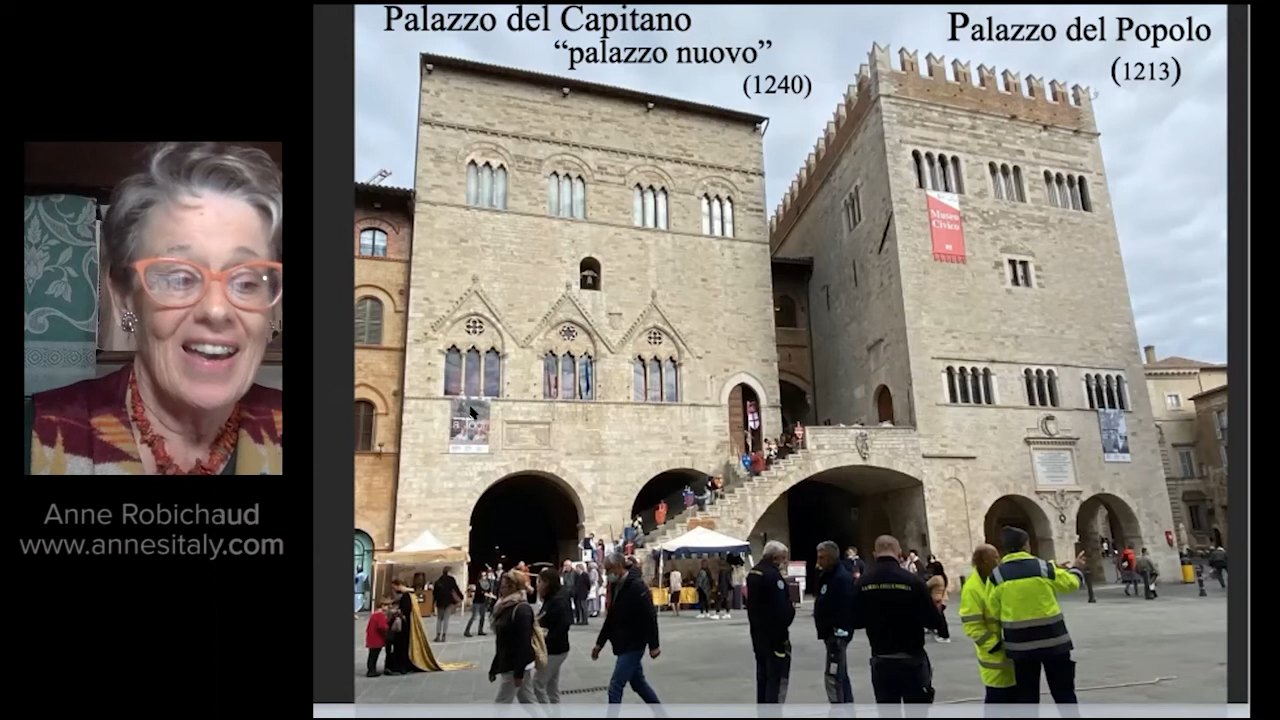 Palazzo del Capitano
“palazzo nuovo”
(1240)
Palazzo del Popolo
(1213)
Museo
Civico
Anne Robichaud
www.annesitaly.com